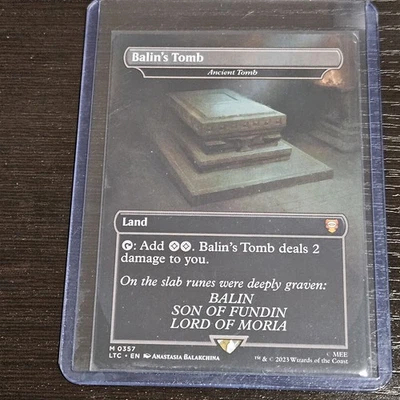 Balin's Tomb
Ancient Tomb
Land
: Add . Balin's Tomb deals 2
damage to you.
On the slab runes were deeply graven:
BALIN
SON OF FUNDIN
LORD OF MORIA
M 0357
LTC • EN Anastasia Balakchina
© MEE
™ & © 2023 Wizards of the Coast